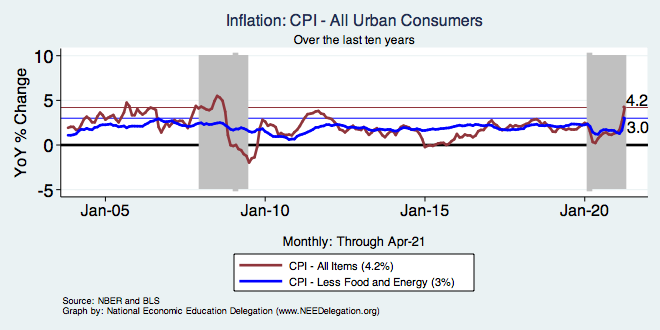 Inflation: CPI - All Urban Consumers
Over the last ten years
YoY % Change
10
5
0
-5
4.2
3.0
Jan-05
Jan-10
Jan-15
Jan-20
Monthly: Through Apr-21
CPI - All Items (4.2%)
CPI - Less Food and Energy (3%)
Source: NBER and BLS
Graph by: National Economic Education Delegation (www.NEEDelegation.org)